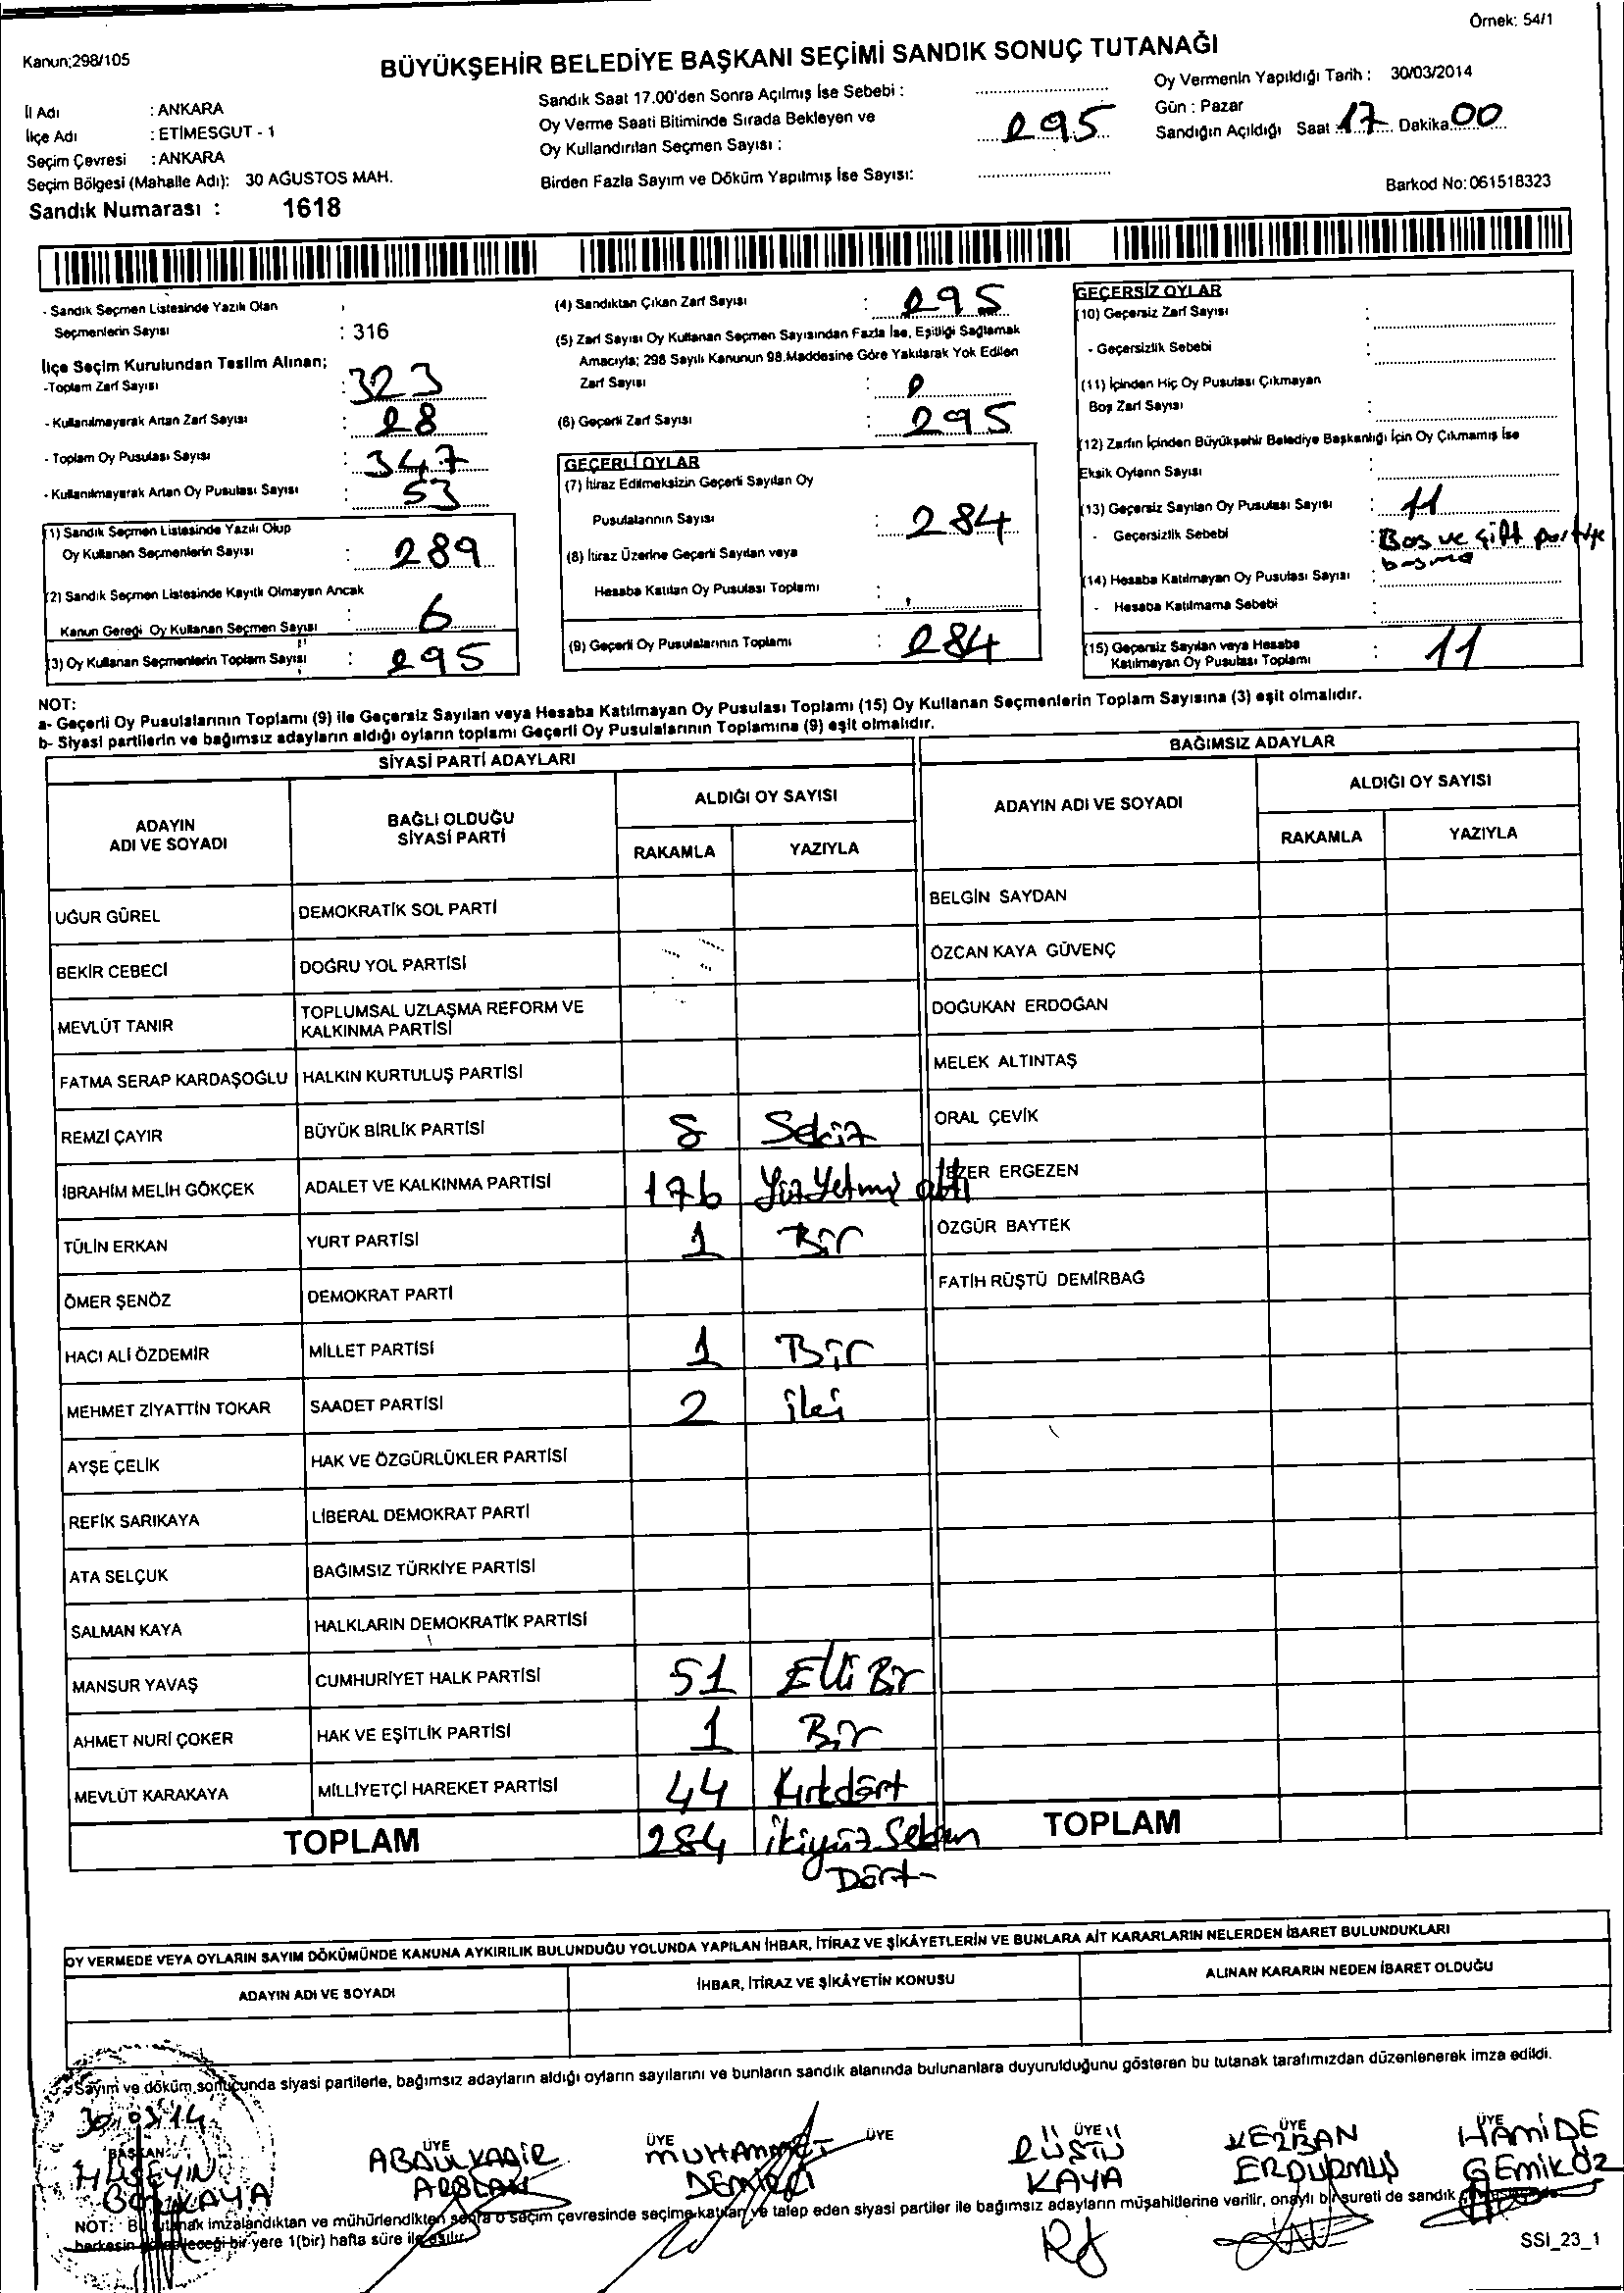 Örnek: 54/1
Kanun;298/105
BÜYÜKŞEHİR BELEDİYE BAŞKANI SEÇİMİ SANDIK SONUÇ TUTANAĞI
İl Adı : ANKARA
İlçe Adı : ETİMESGUT - 1
Seçim Çevresi : ANKARA
Seçim Bölgesi (Mahalle Adı): 30 AĞUSTOS MAH.
Sandık Numarası : 1618
Sandık Saat 17.00'den Sonra Açılmış İse Sebebi :
Oy Verme Saati Bitiminde Sırada Bekleyen ve
Oy Kullandırılan Seçmen Sayısı : 295
Birden Fazla Sayım ve Döküm Yapılmış İse Sayısı:
Oy Vermenin Yapıldığı Tarih : 30/03/2014
Gün : Pazar
Sandığın Açıldığı Saat : 17 Dakika 00
Barkod No: 061518323
- Sandık Seçmen Listesinde Yazılı Olan
Seçmenlerin Sayısı : 316
İlçe Seçim Kurulundan Teslim Alınan;
-Toplam Zarf Sayısı : 323
- Kullanılmayarak Artan Zarf Sayısı : 28
- Toplam Oy Pusulası Sayısı : 347
- Kullanılmayarak Artan Oy Pusulası Sayısı : 53
(1) Sandık Seçmen Listesinde Yazılı Olup
Oy Kullanan Seçmenlerin Sayısı : 289
(2) Sandık Seçmen Listesinde Kayıtlı Olmayan Ancak
Kanun Gereği Oy Kullanan Seçmen Sayısı : 6
(3) Oy Kullanan Seçmenlerin Toplam Sayısı : 295
(4) Sandıktan Çıkan Zarf Sayısı : 295
(5) Zarf Sayısı Oy Kullanan Seçmen Sayısından Fazla İse, Eşitliği Sağlamak
Amacıyla; 298 Sayılı Kanunun 98.Maddesine Göre Yakılarak Yok Edilen
Zarf Sayısı : 0
(6) Geçerli Zarf Sayısı : 295
GEÇERLİ OYLAR
(7) İtiraz Edilmeksizin Geçerli Sayılan Oy
Pusulalarının Sayısı : 284
(8) İtiraz Üzerine Geçerli Sayılan veya
Hesaba Katılan Oy Pusulası Toplamı :
(9) Geçerli Oy Pusulalarının Toplamı : 284
GEÇERSİZ OYLAR
(10) Geçersiz Zarf Sayısı :
- Geçersizlik Sebebi :
(11) İçinden Hiç Oy Pusulası Çıkmayan
Boş Zarf Sayısı :
(12) Zarfın İçinden Büyükşehir Belediye Başkanlığı İçin Oy Çıkmamış İse
Eksik Oyların Sayısı :
(13) Geçersiz Sayılan Oy Pusulası Sayısı : 11
- Geçersizlik Sebebi : Boş ve çift partiye
basma
(14) Hesaba Katılmayan Oy Pusulası Sayısı :
- Hesaba Katılmama Sebebi :
(15) Geçersiz Sayılan veya Hesaba
Katılmayan Oy Pusulası Toplamı : 11
NOT:
a- Geçerli Oy Pusulalarının Toplamı (9) ile Geçersiz Sayılan veya Hesaba Katılmayan Oy Pusulası Toplamı (15) Oy Kullanan Seçmenlerin Toplam Sayısına (3) eşit olmalıdır.
b- Siyasi partilerin ve bağımsız adayların aldığı oyların toplamı Geçerli Oy Pusulalarının Toplamına (9) eşit olmalıdır.
SİYASİ PARTİ ADAYLARI
ADAYIN
ADI VE SOYADI
BAĞLI OLDUĞU
SİYASİ PARTİ
ALDIĞI OY SAYISI
RAKAMLA YAZIYLA
UĞUR GÜREL DEMOKRATİK SOL PARTİ
BEKİR CEBECİ DOĞRU YOL PARTİSİ
MEVLÜT TANIR TOPLUMSAL UZLAŞMA REFORM VE
KALKINMA PARTİSİ
FATMA SERAP KARDAŞOĞLU HALKIN KURTULUŞ PARTİSİ
REMZİ ÇAYIR BÜYÜK BİRLİK PARTİSİ 8 Sekiz
İBRAHİM MELİH GÖKÇEK ADALET VE KALKINMA PARTİSİ 176 Yüz Yetmiş altı
TÜLİN ERKAN YURT PARTİSİ 1 Bir
ÖMER ŞENÖZ DEMOKRAT PARTİ
HACI ALİ ÖZDEMİR MİLLET PARTİSİ 1 Bir
MEHMET ZİYATTİN TOKAR SAADET PARTİSİ 2 iki
AYŞE ÇELİK HAK VE ÖZGÜRLÜKLER PARTİSİ
REFİK SARIKAYA LİBERAL DEMOKRAT PARTİ
ATA SELÇUK BAĞIMSIZ TÜRKİYE PARTİSİ
SALMAN KAYA HALKLARIN DEMOKRATİK PARTİSİ
MANSUR YAVAŞ CUMHURİYET HALK PARTİSİ 51 Elli Bir
AHMET NURİ ÇOKER HAK VE EŞİTLİK PARTİSİ 1 Bir
MEVLÜT KARAKAYA MİLLİYETÇİ HAREKET PARTİSİ 44 Kırkdört
TOPLAM 284 ikiyüz Seksen
Dört
BAĞIMSIZ ADAYLAR
ADAYIN ADI VE SOYADI
ALDIĞI OY SAYISI
RAKAMLA YAZIYLA
BELGİN SAYDAN
ÖZCAN KAYA GÜVENÇ
DOĞUKAN ERDOĞAN
MELEK ALTINTAŞ
ORAL ÇEVİK
TEZER ERGEZEN
ÖZGÜR BAYTEK
FATİH RÜŞTÜ DEMİRBAĞ
TOPLAM
OY VERMEDE VEYA OYLARIN SAYIM DÖKÜMÜNDE KANUNA AYKIRILIK BULUNDUĞU YOLUNDA YAPILAN İHBAR, İTİRAZ VE ŞİKÂYETLERİN VE BUNLARA AİT KARARLARIN NELERDEN İBARET BULUNDUKLARI
ADAYIN ADI VE SOYADI
İHBAR, İTİRAZ VE ŞİKÂYETİN KONUSU
ALINAN KARARIN NEDEN İBARET OLDUĞU
Sayım ve döküm sonucunda siyasi partilerle, bağımsız adayların aldığı oyların sayılarını ve bunların sandık alanında bulunanlara duyurulduğunu gösteren bu tutanak tarafımızdan düzenlenerek imza edildi.
30.03.14
BAŞKAN ÜYE ÜYE ÜYE ÜYE ÜYE ÜYE
HÜSEYİN ABDULKADİR MUHAMMET RÜŞTÜ KEZBAN HAMİDE
BOZKAYA ARSLAN DEMİRCİ KAYA ERDURMUŞ GEMİKÖZ
NOT: Bu tutanak imzalandıktan ve mühürlendikten sonra o seçim çevresinde seçime katılan ve talep eden siyasi partiler ile bağımsız adayların müşahitlerine verilir, onaylı bir sureti de sandık
herkesin görebileceği bir yere 1(bir) hafta süre ile asılır.
SSI_23_1